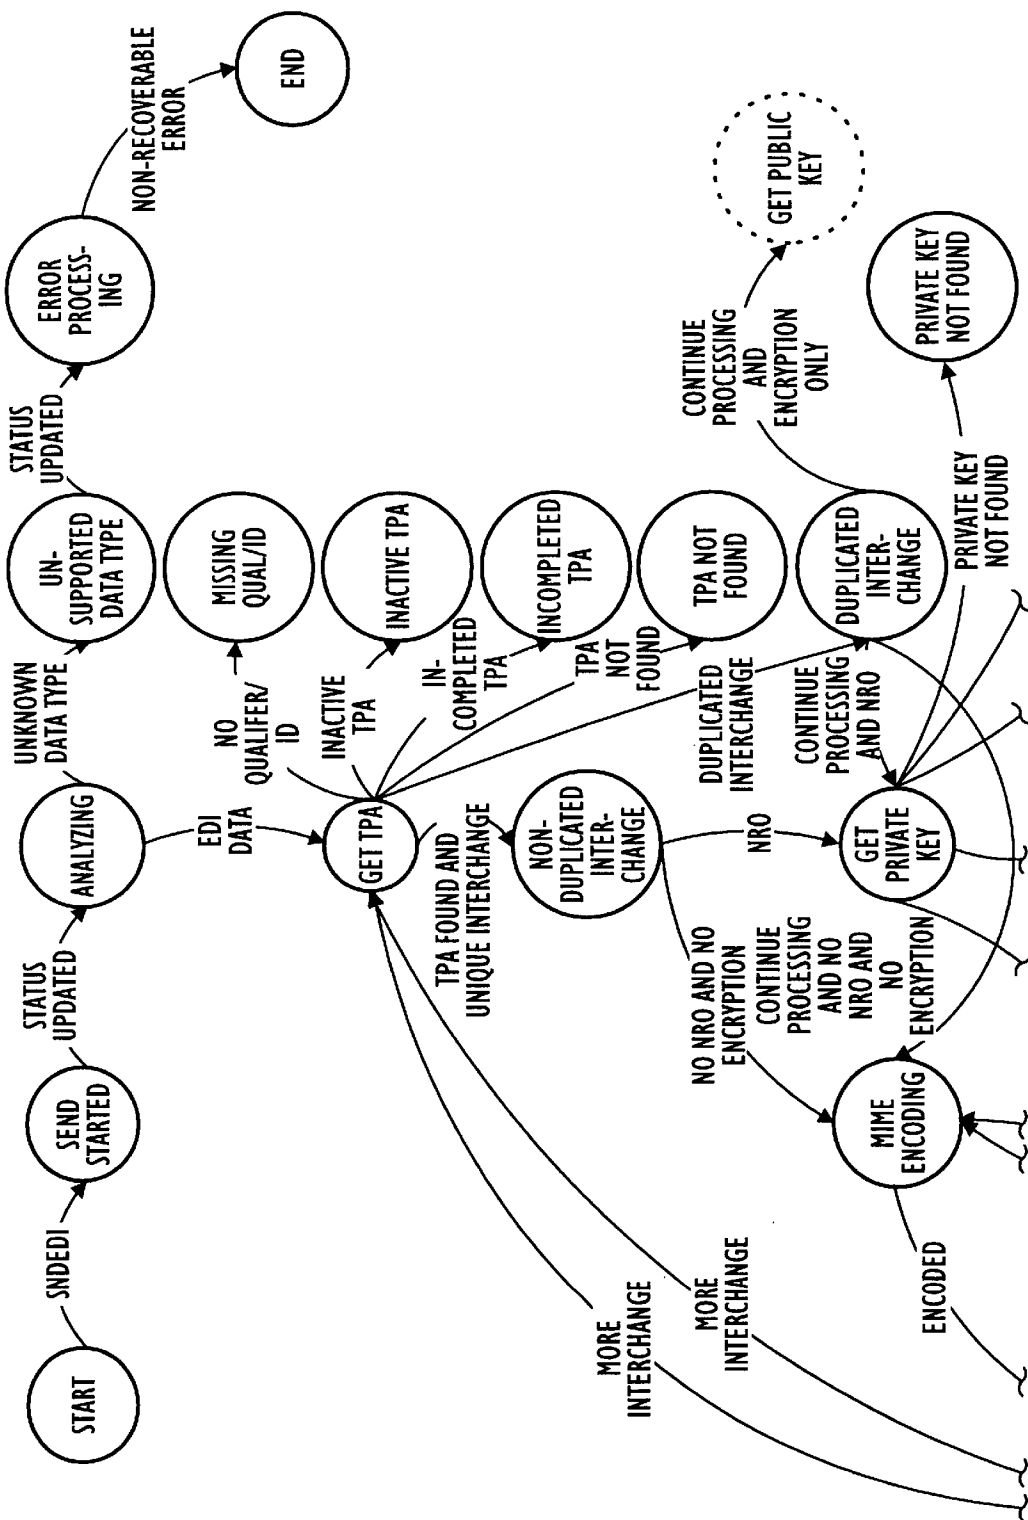 START
SNDEDI
SEND
STARTED
STATUS
UPDATED
ANALYZING
UNKNOWN
DATA TYPE
UN-
SUPPORTED
DATA TYPE
STATUS
UPDATED
ERROR
PROCESS-
ING
NON-RECOVERABLE
ERROR
END
EDI
DATA
NO
QUALIFER/
ID
MISSING
QUAL/ID
GET TPA
INACTIVE
TPA
INACTIVE TPA
IN-
COMPLETED
TPA
INCOMPLETED
TPA
TPA
NOT
FOUND
TPA NOT
FOUND
TPA FOUND AND
UNIQUE INTERCHANGE
NON-
DUPLICATED
INTER-
CHANGE
DUPLICATED
INTERCHANGE
DUPLICATED
INTER-
CHANGE
CONTINUE
PROCESSING
AND
ENCRYPTION
ONLY
GET PUBLIC
KEY
MORE
INTERCHANGE
MORE
INTERCHANGE
NO NRO AND NO
ENCRYPTION
CONTINUE
PROCESSING
AND NO
NRO AND
NO
ENCRYPTION
NRO
CONTINUE
PROCESSING
AND NRO
GET
PRIVATE
KEY
PRIVATE KEY
NOT FOUND
PRIVATE KEY
NOT FOUND
MIME
ENCODING
ENCODED